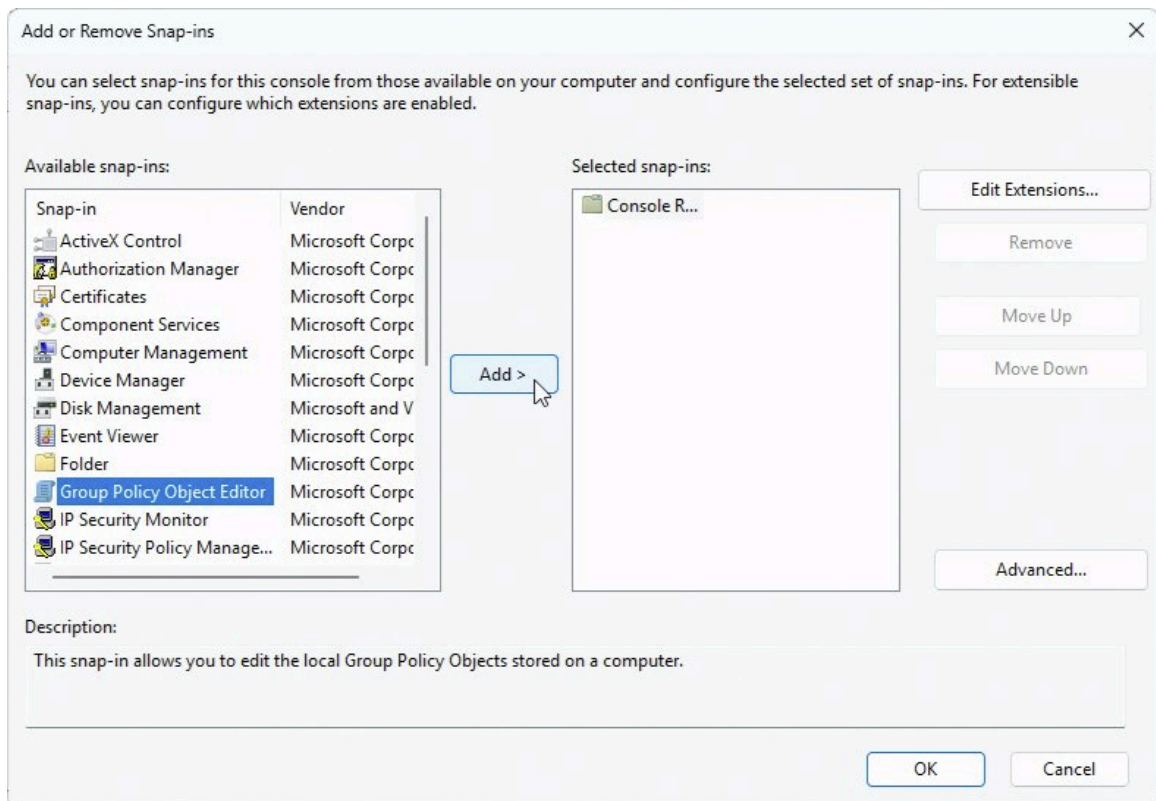 Add or Remove Snap-ins
You can select snap-ins for this console from those available on your computer and configure the selected set of snap-ins. For extensible
snap-ins, you can configure which extensions are enabled.
Available snap-ins:
Snap-in Vendor
ActiveX Control Microsoft Corpc
Authorization Manager Microsoft Corpc
Certificates Microsoft Corpc
Component Services Microsoft Corpc
Computer Management Microsoft Corpc
Device Manager Microsoft Corpc
Disk Management Microsoft and V
Event Viewer Microsoft Corpc
Folder Microsoft Corpc
Group Policy Object Editor Microsoft Corpc
IP Security Monitor Microsoft Corpc
IP Security Policy Manage... Microsoft Corpc
Add >
Selected snap-ins:
Console R...
Edit Extensions...
Remove
Move Up
Move Down
Advanced...
Description:
This snap-in allows you to edit the local Group Policy Objects stored on a computer.
OK
Cancel